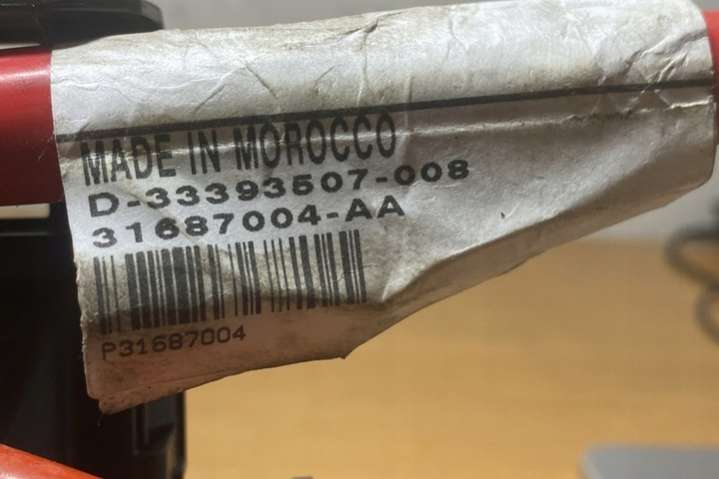 MADE IN MOROCCO
D-33393507-008
31687004-AA
P31687004